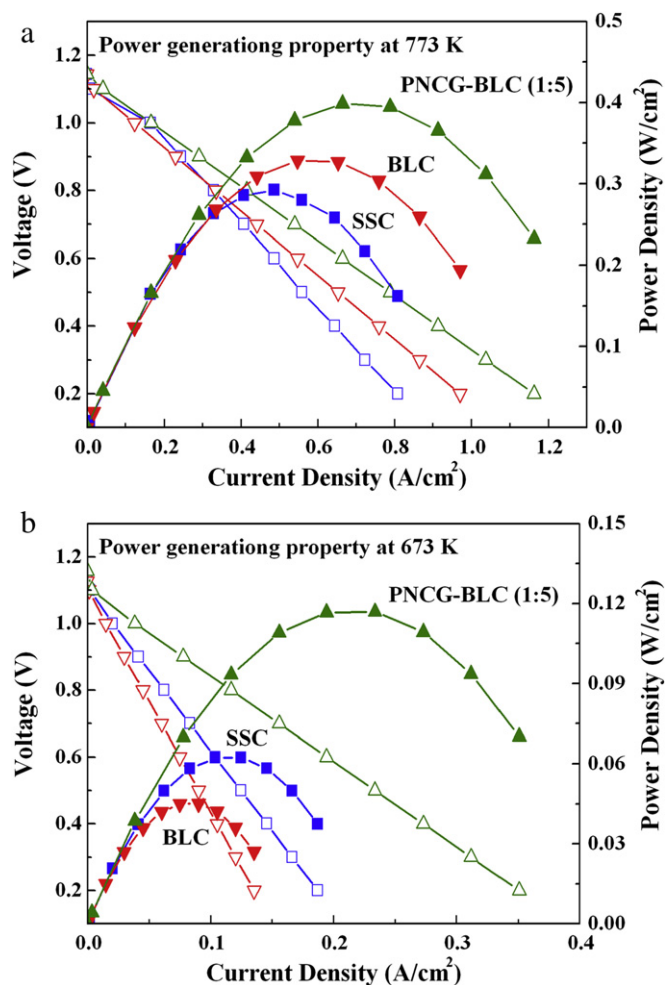 a
Power generationg property at 773 K
PNCG-BLC (1:5)
BLC
SSC
Voltage (V)
1.2
1.0
0.8
0.6
0.4
0.2
Power Density (W/cm²)
0.5
0.4
0.3
0.2
0.1
0.0
0.0 0.2 0.4 0.6 0.8 1.0 1.2
Current Density (A/cm²)
b
Power generationg property at 673 K
PNCG-BLC (1:5)
SSC
BLC
Voltage (V)
1.2
1.0
0.8
0.6
0.4
0.2
Power Density (W/cm²)
0.15
0.12
0.09
0.06
0.03
0.00
0.0 0.1 0.2 0.3 0.4
Current Density (A/cm²)